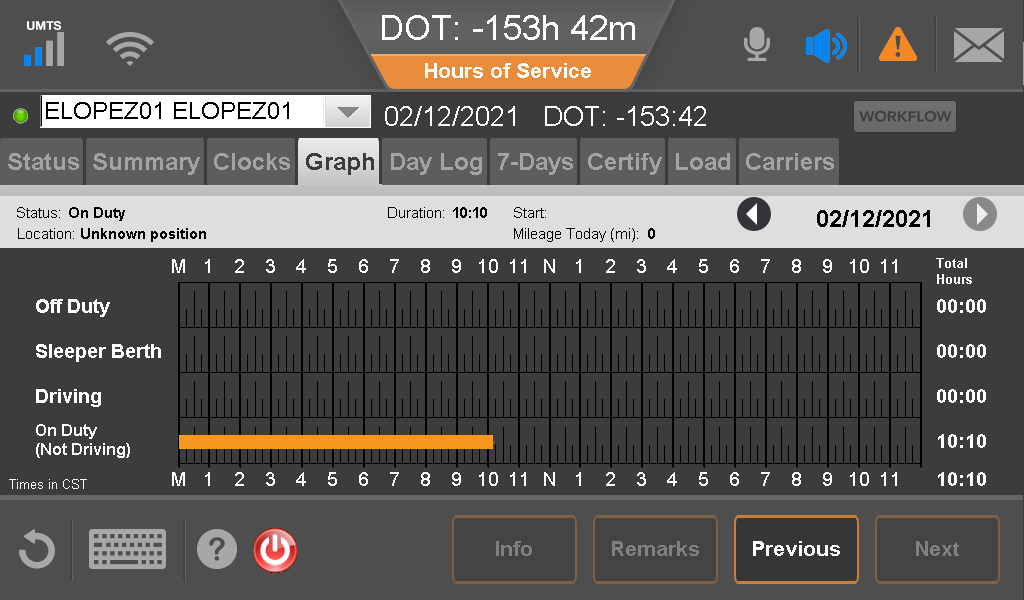 UMTS
DOT: -153h 42m
Hours of Service
ELOPEZ01 ELOPEZ01 02/12/2021 DOT: -153:42 WORKFLOW
Status Summary Clocks Graph Day Log 7-Days Certify Load Carriers
Status: On Duty Duration: 10:10 Start:
Location: Unknown position Mileage Today (mi): 0
02/12/2021
M 1 2 3 4 5 6 7 8 9 10 11 N 1 2 3 4 5 6 7 8 9 10 11 Total
Hours
Off Duty 00:00
Sleeper Berth 00:00
Driving 00:00
On Duty
(Not Driving) 10:10
Times in CST M 1 2 3 4 5 6 7 8 9 10 11 N 1 2 3 4 5 6 7 8 9 10 11 10:10
? Info Remarks Previous Next